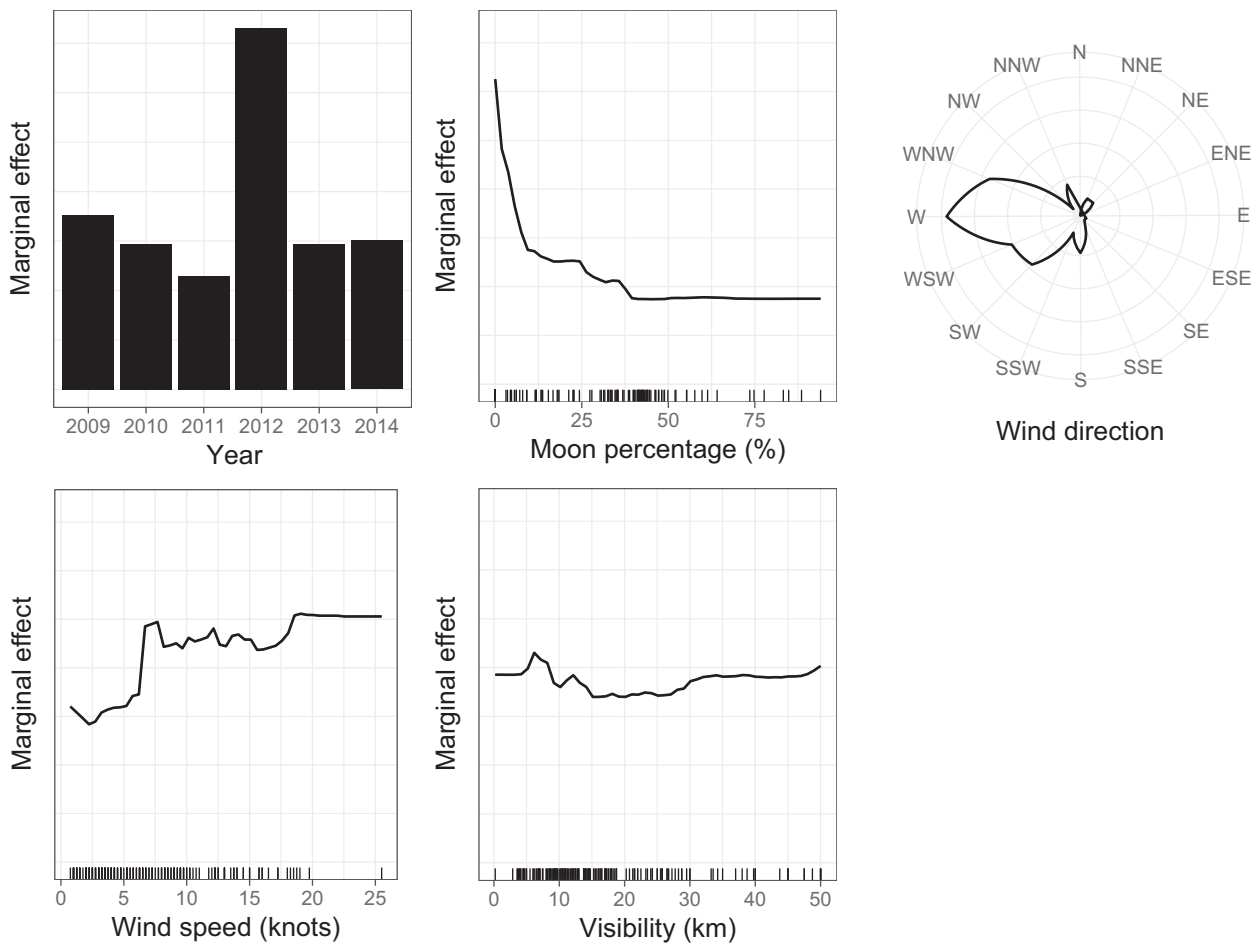 Marginal effect
2009 2010 2011 2012 2013 2014
Year
Marginal effect
0 25 50 75
Moon percentage (%)
N
NNE
NE
ENE
E
ESE
SE
SSE
S
SSW
SW
WSW
W
WNW
NW
NNW
Wind direction
Marginal effect
0 5 10 15 20 25
Wind speed (knots)
Marginal effect
0 10 20 30 40 50
Visibility (km)